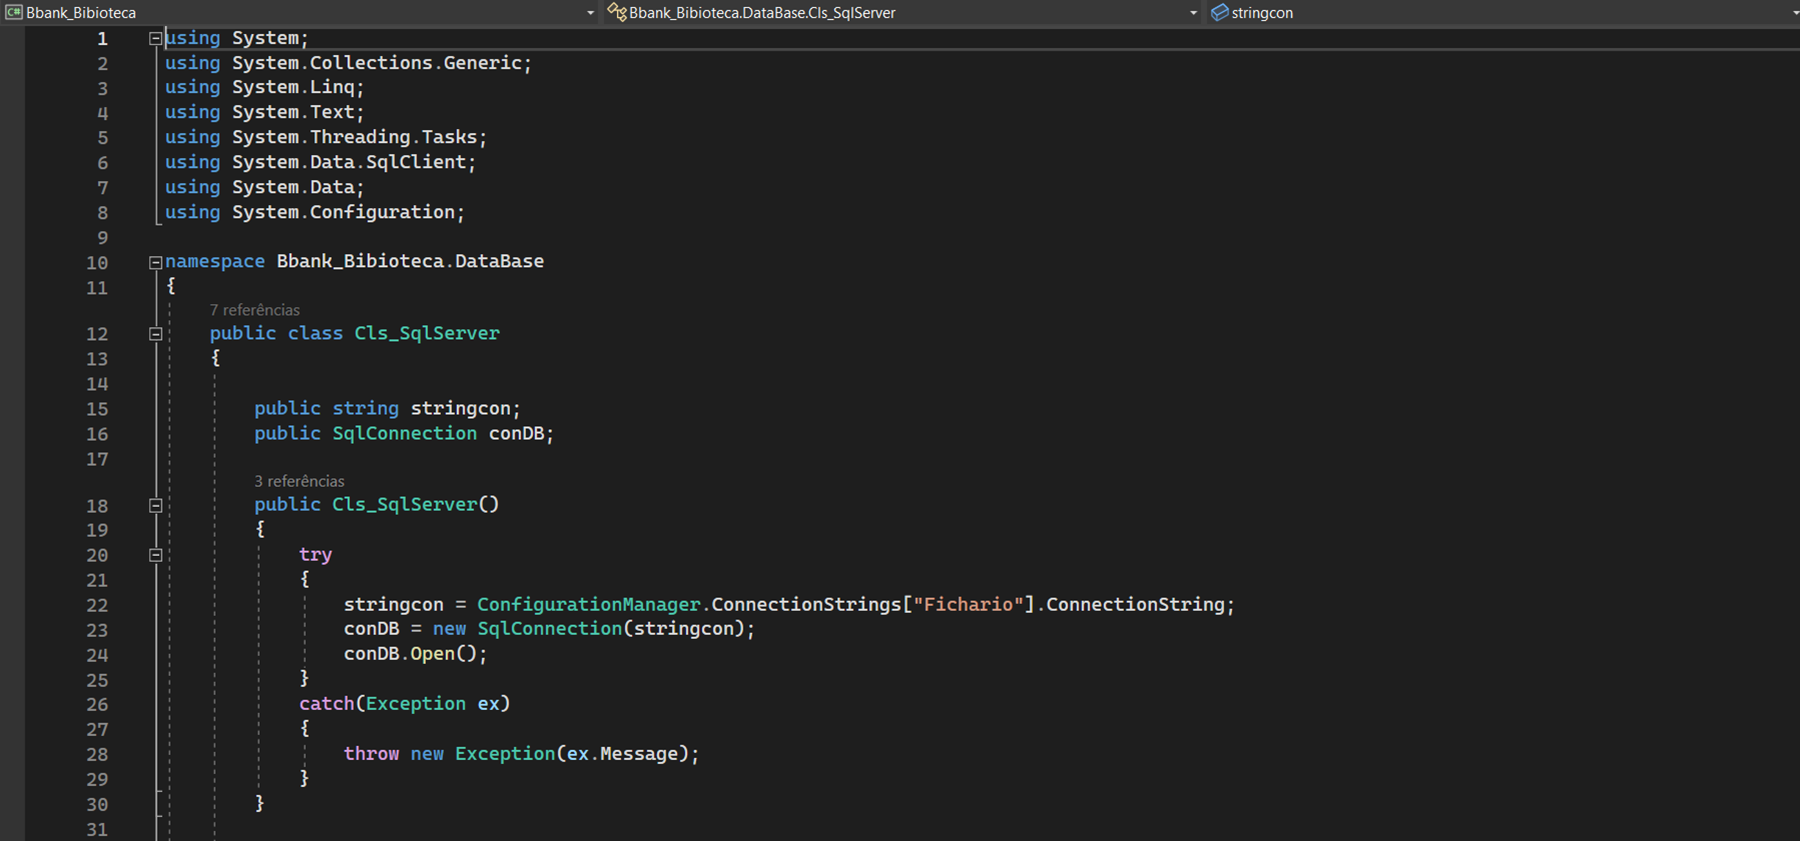 C# Bbank_Bibioteca Bbank_Bibioteca.DataBase.Cls_SqlServer stringcon
1 using System;
2 using System.Collections.Generic;
3 using System.Linq;
4 using System.Text;
5 using System.Threading.Tasks;
6 using System.Data.SqlClient;
7 using System.Data;
8 using System.Configuration;
9
10 namespace Bbank_Bibioteca.DataBase
11 {
7 referências
12 public class Cls_SqlServer
13 {
14
15 public string stringcon;
16 public SqlConnection conDB;
17
3 referências
18 public Cls_SqlServer()
19 {
20 try
21 {
22 stringcon = ConfigurationManager.ConnectionStrings["Fichario"].ConnectionString;
23 conDB = new SqlConnection(stringcon);
24 conDB.Open();
25 }
26 catch(Exception ex)
27 {
28 throw new Exception(ex.Message);
29 }
30 }
31